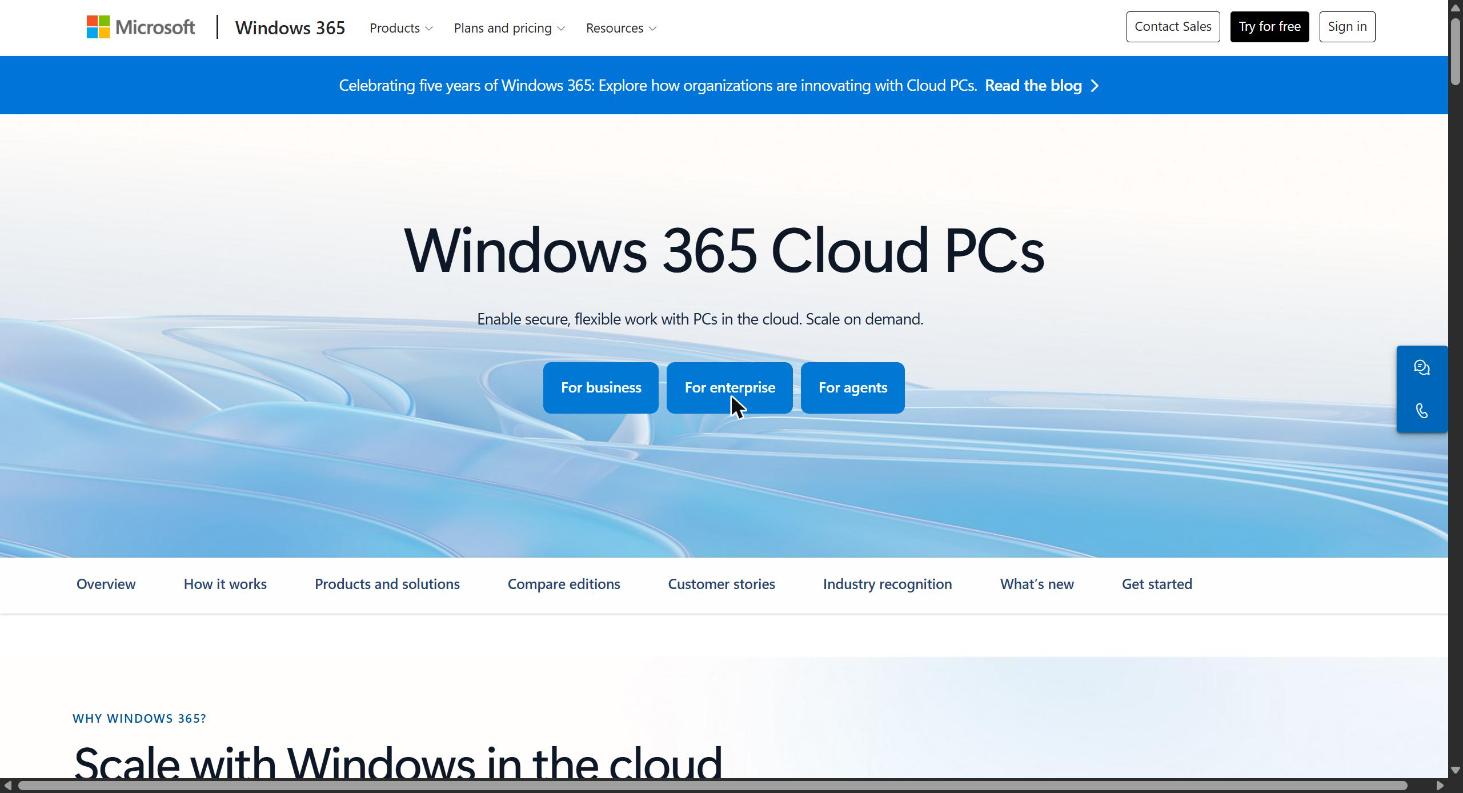 Microsoft
Windows 365
Products
Plans and pricing
Resources
Contact Sales
Try for free
Sign in
Celebrating five years of Windows 365: Explore how organizations are innovating with Cloud PCs. Read the blog
Windows 365 Cloud PCs
Enable secure, flexible work with PCs in the cloud. Scale on demand.
For business
For enterprise
For agents
Overview
How it works
Products and solutions
Compare editions
Customer stories
Industry recognition
What's new
Get started
WHY WINDOWS 365?
Scale with Windows in the cloud